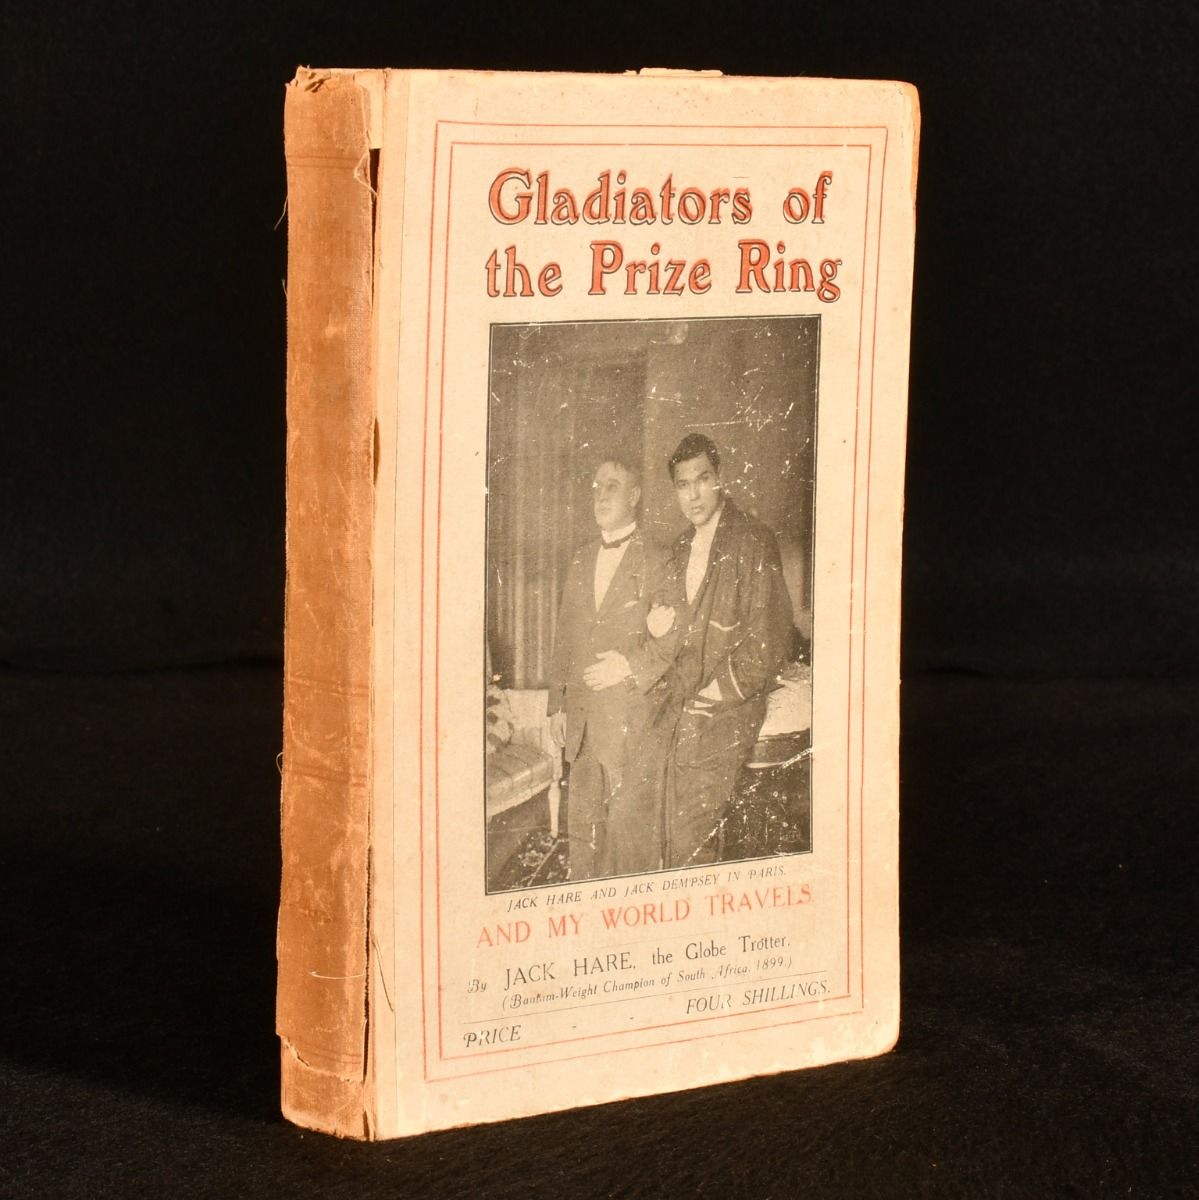 Gladiators of
the Prize Ring
JACK HARE AND JACK DEMPSEY IN PARIS.
AND MY WORLD TRAVELS
By JACK HARE, the Globe Trotter.
(Bantam-Weight Champion of South Africa, 1899.)
PRICE - - FOUR SHILLINGS.